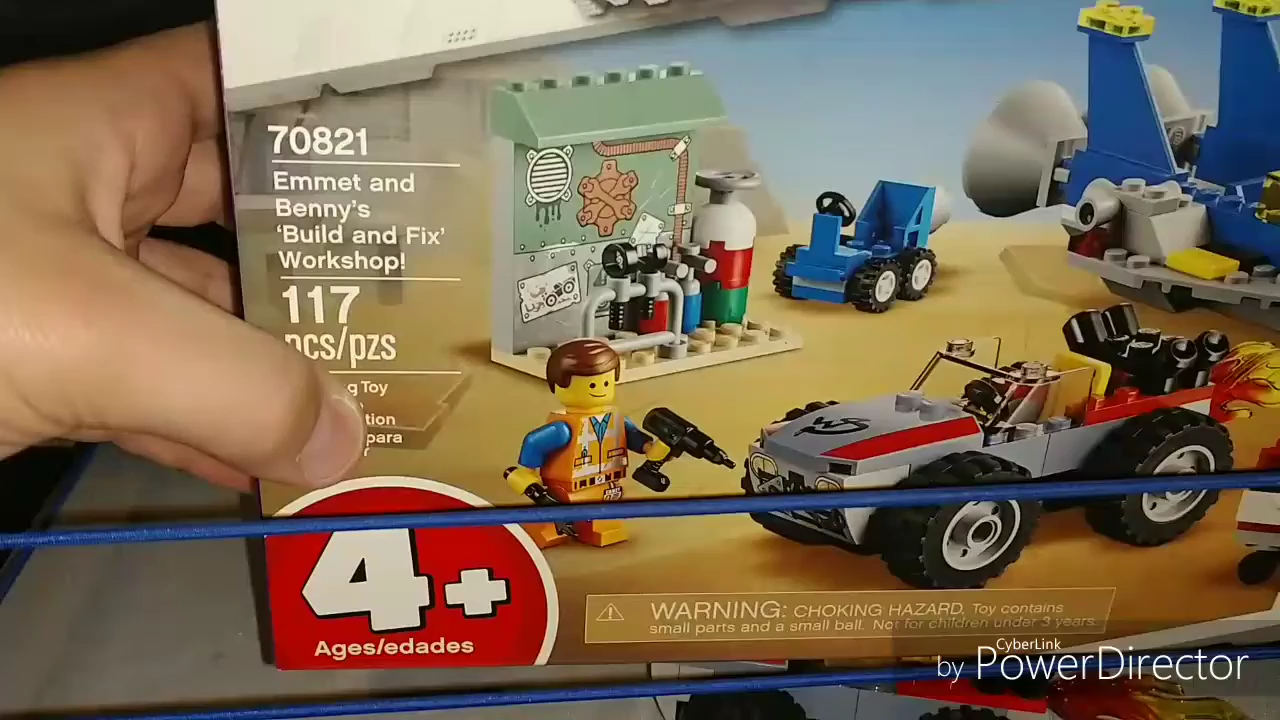 70821
Emmet and
Benny's
'Build and Fix'
Workshop!
117
pcs/pzs
g Toy
tion
para
4+
Ages/edades
WARNING: CHOKING HAZARD. Toy contains
small parts and a small ball. Not for children under 3 years.
CyberLink
by PowerDirector